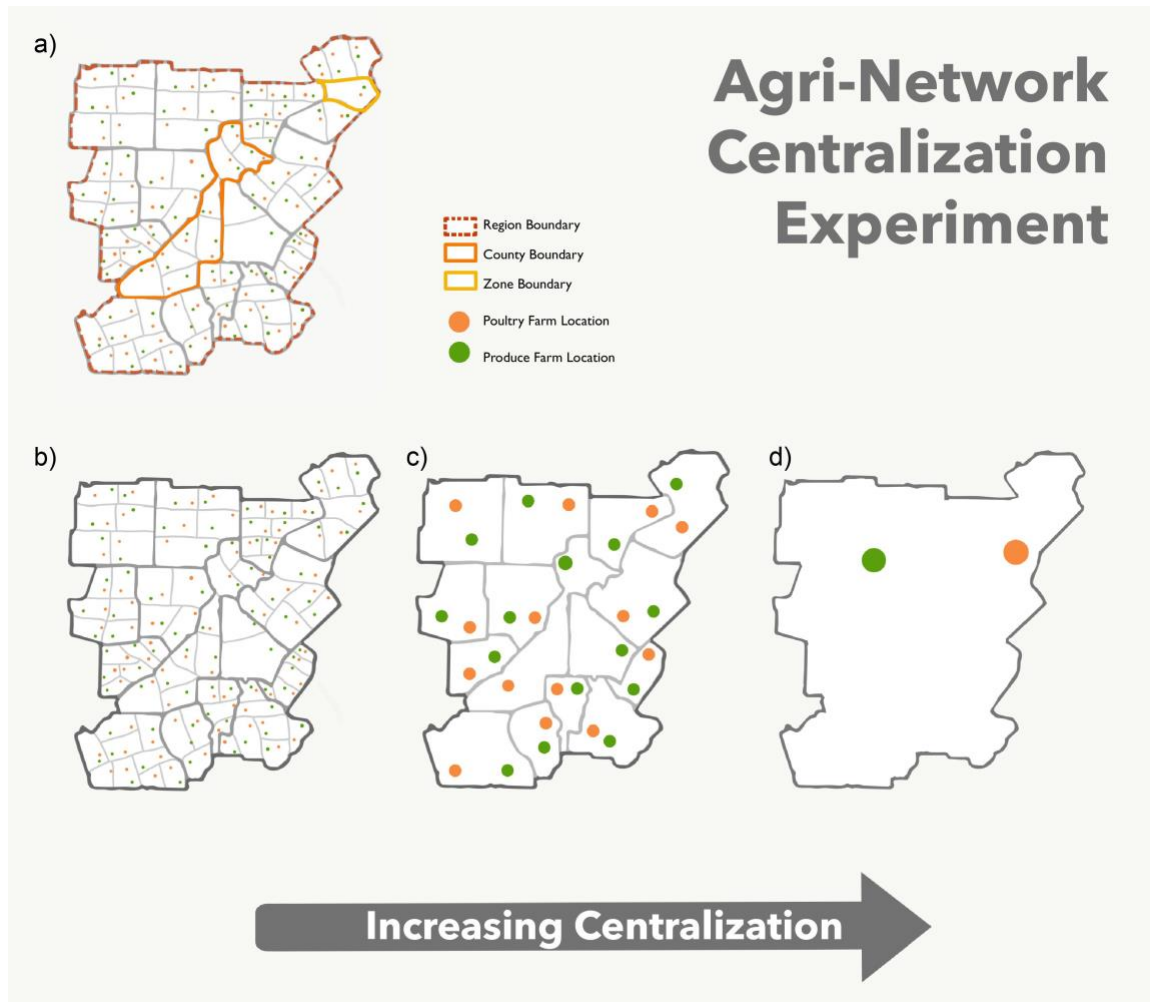 a)
Agri-Network
Centralization
Experiment
Region Boundary
County Boundary
Zone Boundary
Poultry Farm Location
Produce Farm Location
b)
c)
d)
Increasing Centralization